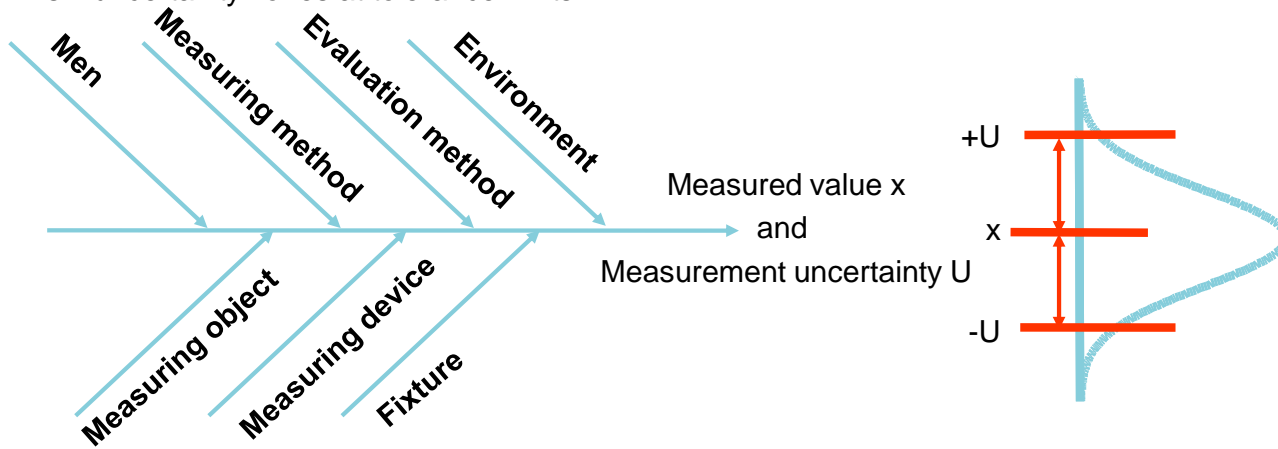 Men
Measuring method
Evaluation method
Environment
Measured value x
and
Measurement uncertainty U
Measuring object
Measuring device
Fixture
+U
x
-U